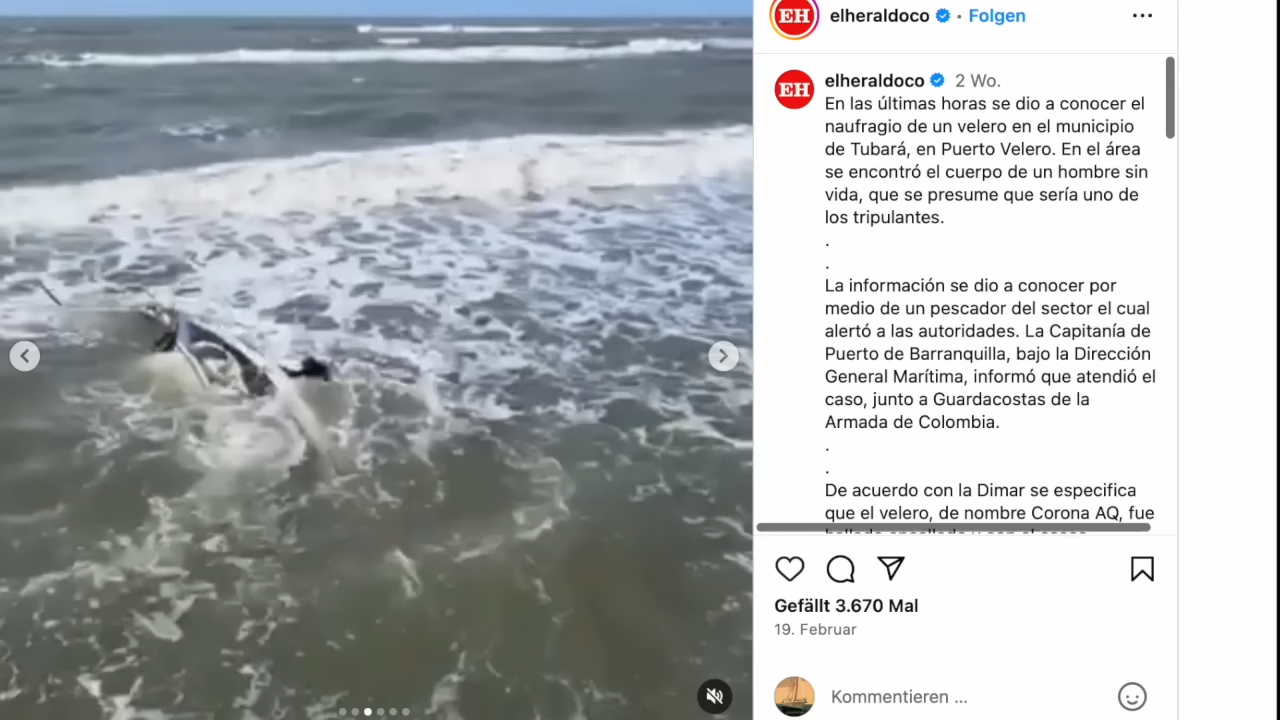 EH
elheraldoco • Folgen
EH
elheraldoco 2 Wo.
En las últimas horas se dio a conocer el
naufragio de un velero en el municipio
de Tubará, en Puerto Velero. En el área
se encontró el cuerpo de un hombre sin
vida, que se presume que sería uno de
los tripulantes.
.
.
La información se dio a conocer por
medio de un pescador del sector el cual
alertó a las autoridades. La Capitanía de
Puerto de Barranquilla, bajo la Dirección
General Marítima, informó que atendió el
caso, junto a Guardacostas de la
Armada de Colombia.
.
.
De acuerdo con la Dimar se especifica
que el velero, de nombre Corona AQ, fue
Gefällt 3.670 Mal
19. Februar
Kommentieren ...